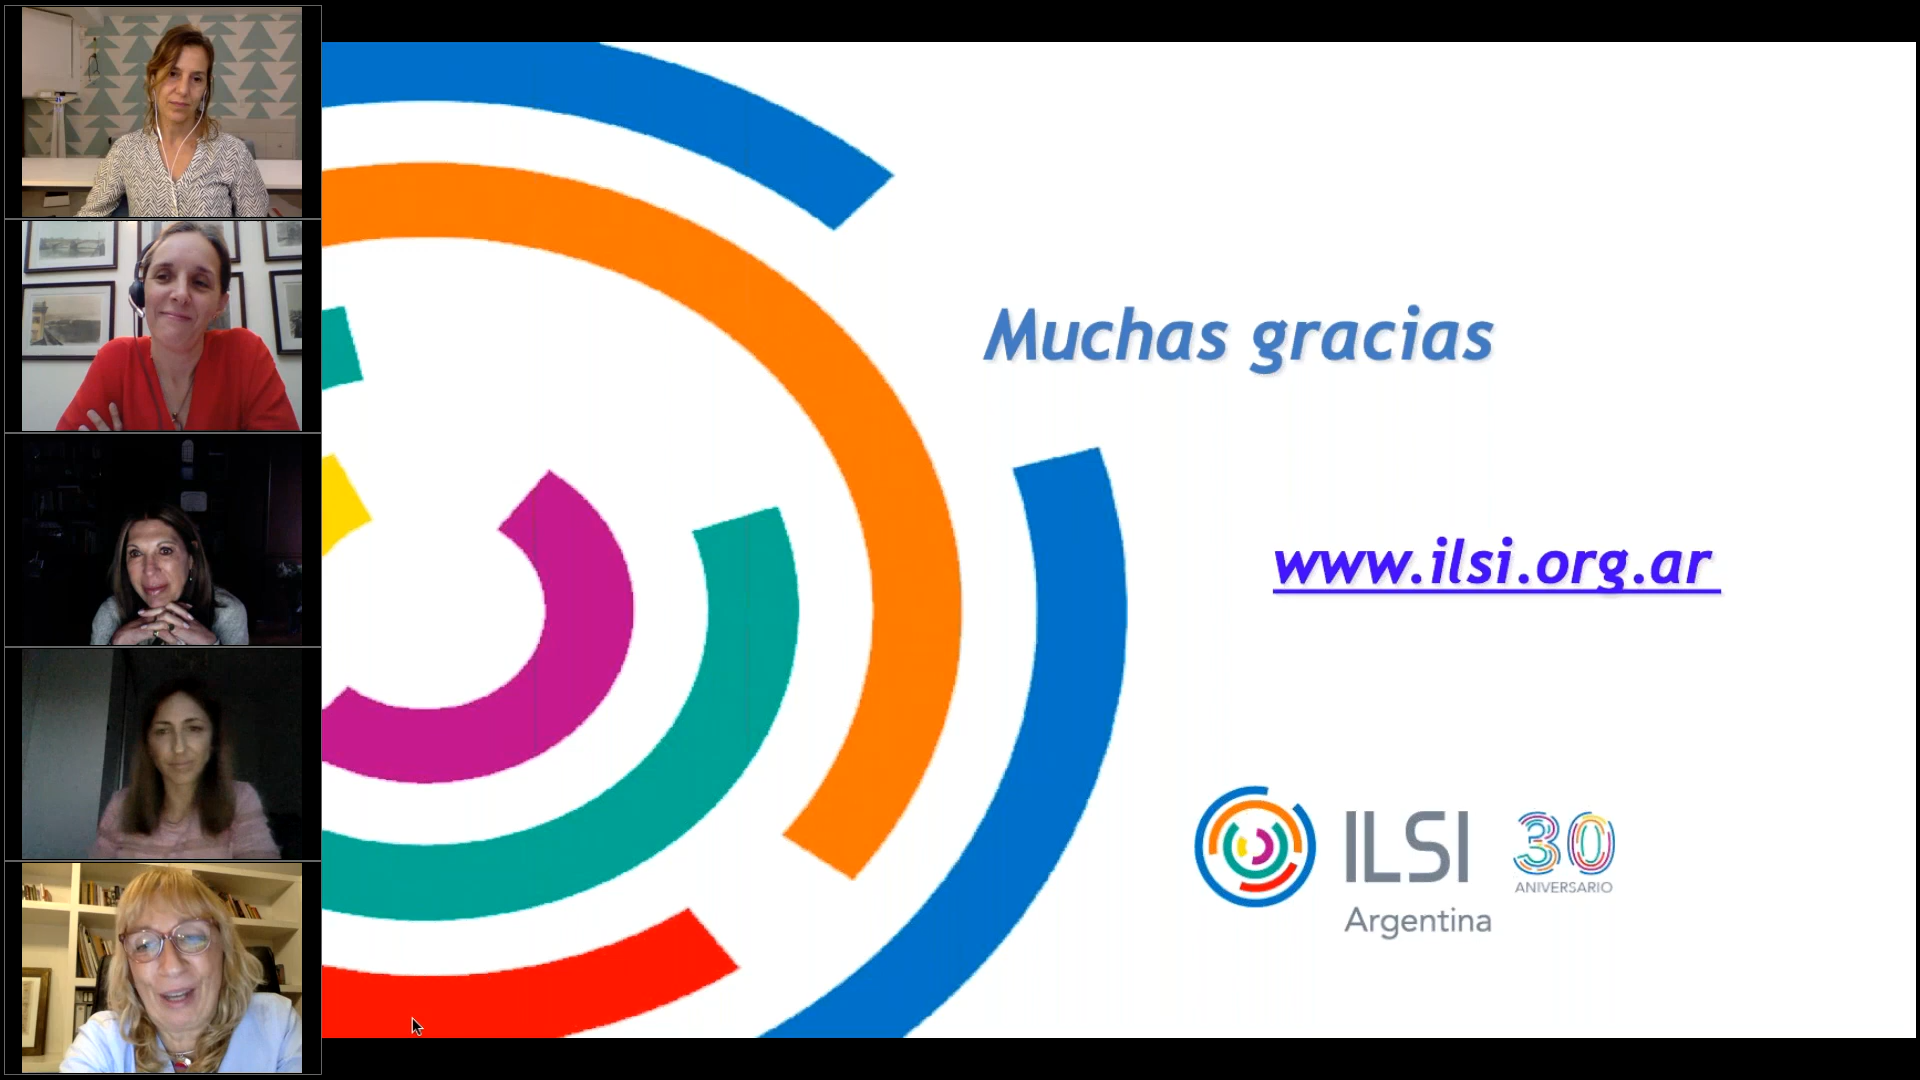 Muchas gracias
www.ilsi.org.ar
ILSI
Argentina
30
ANIVERSARIO